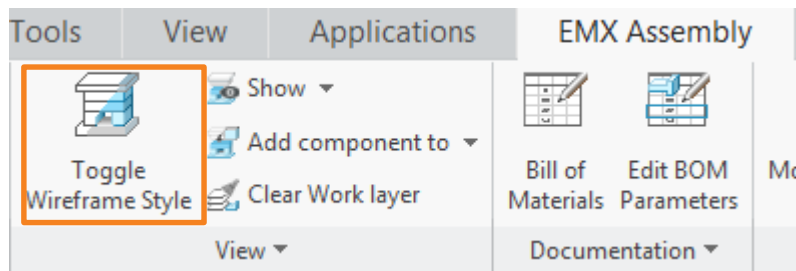 Tools View Applications EMX Assembly
Show
Add component to
Clear Work layer
Toggle
Wireframe Style
Bill of
Materials
Edit BOM
Parameters
View
Documentation